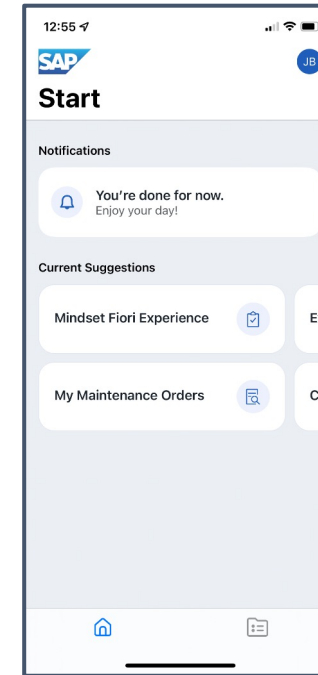 12:55
SAP
JB
Start
Notifications
You're done for now.
Enjoy your day!
Current Suggestions
Mindset Fiori Experience
E
My Maintenance Orders
C